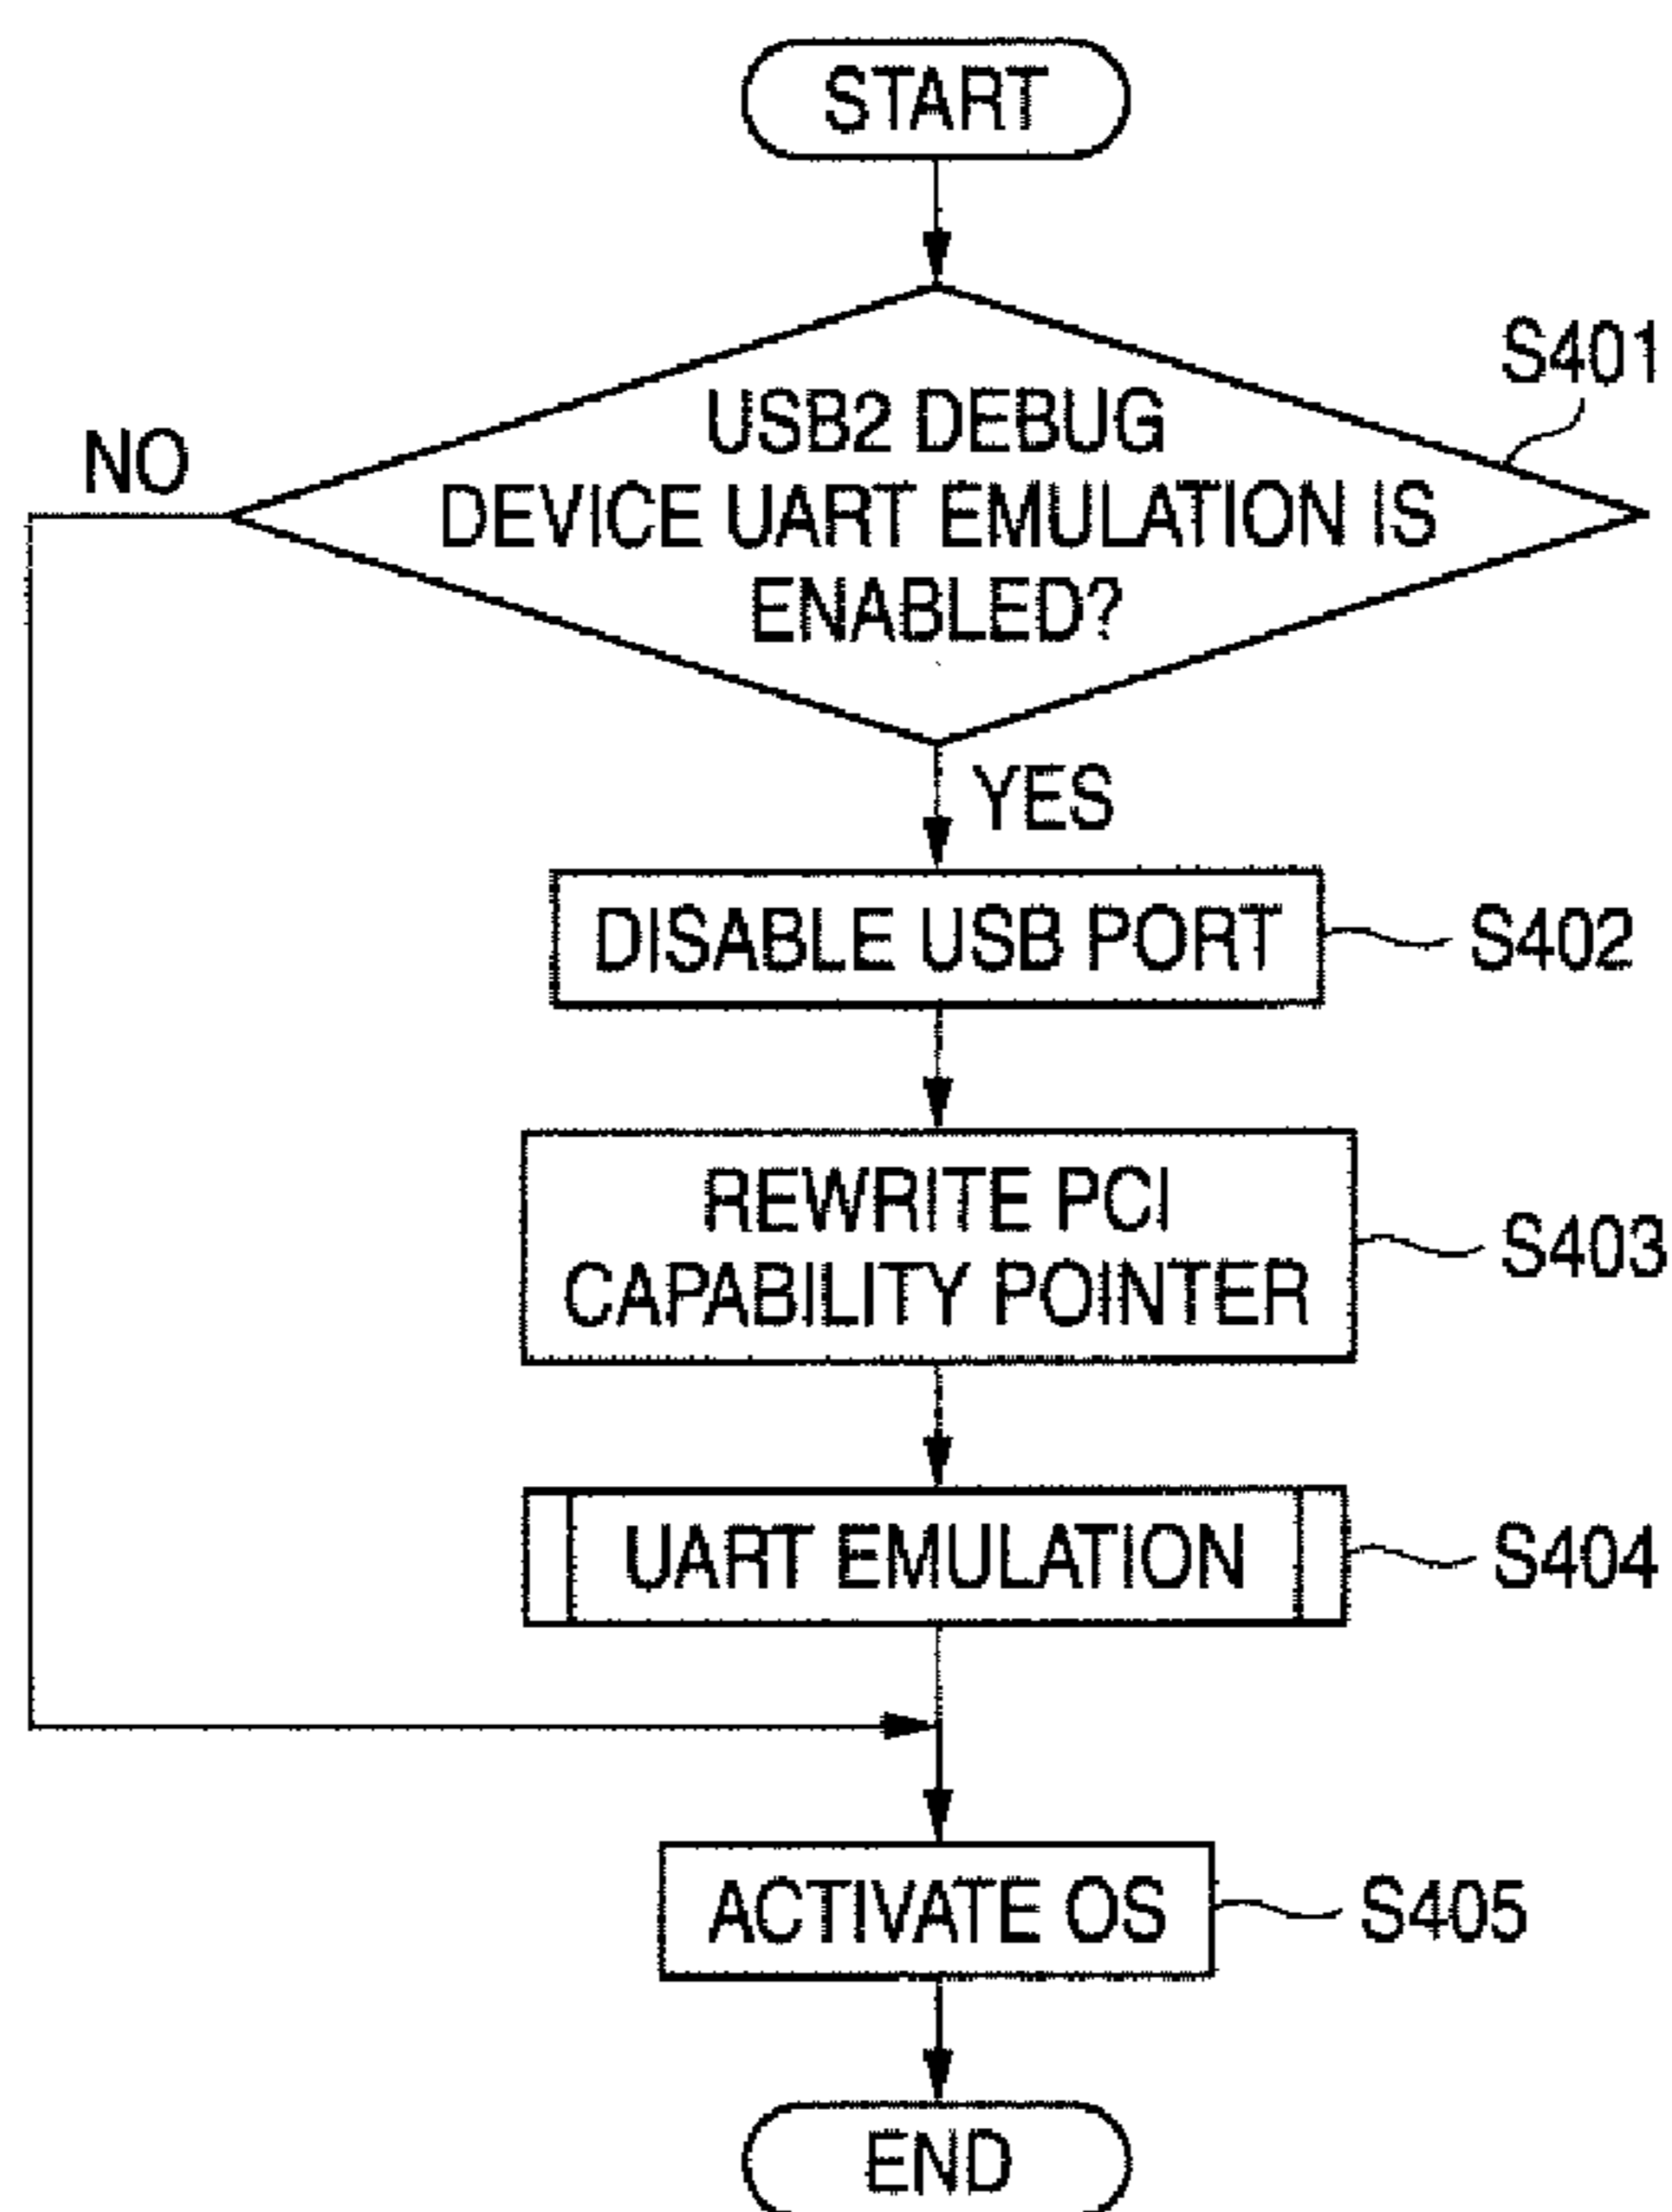 START
S401
USB2 DEBUG
DEVICE UART EMULATION IS
ENABLED?
NO
YES
DISABLE USB PORT
S402
REWRITE PCI
CAPABILITY POINTER
S403
UART EMULATION
S404
ACTIVATE OS
S405
END